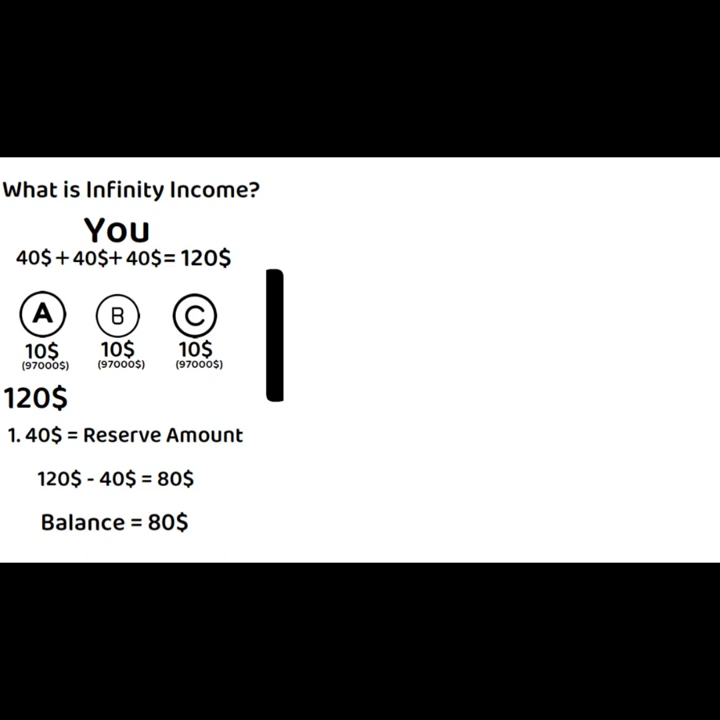 What is Infinity Income?
You
40$ + 40$+ 40$= 120$
A B C
10$ 10$ 10$
(97000$) (97000$) (97000$)
120$
1. 40$ = Reserve Amount
120$ - 40$ = 80$
Balance = 80$